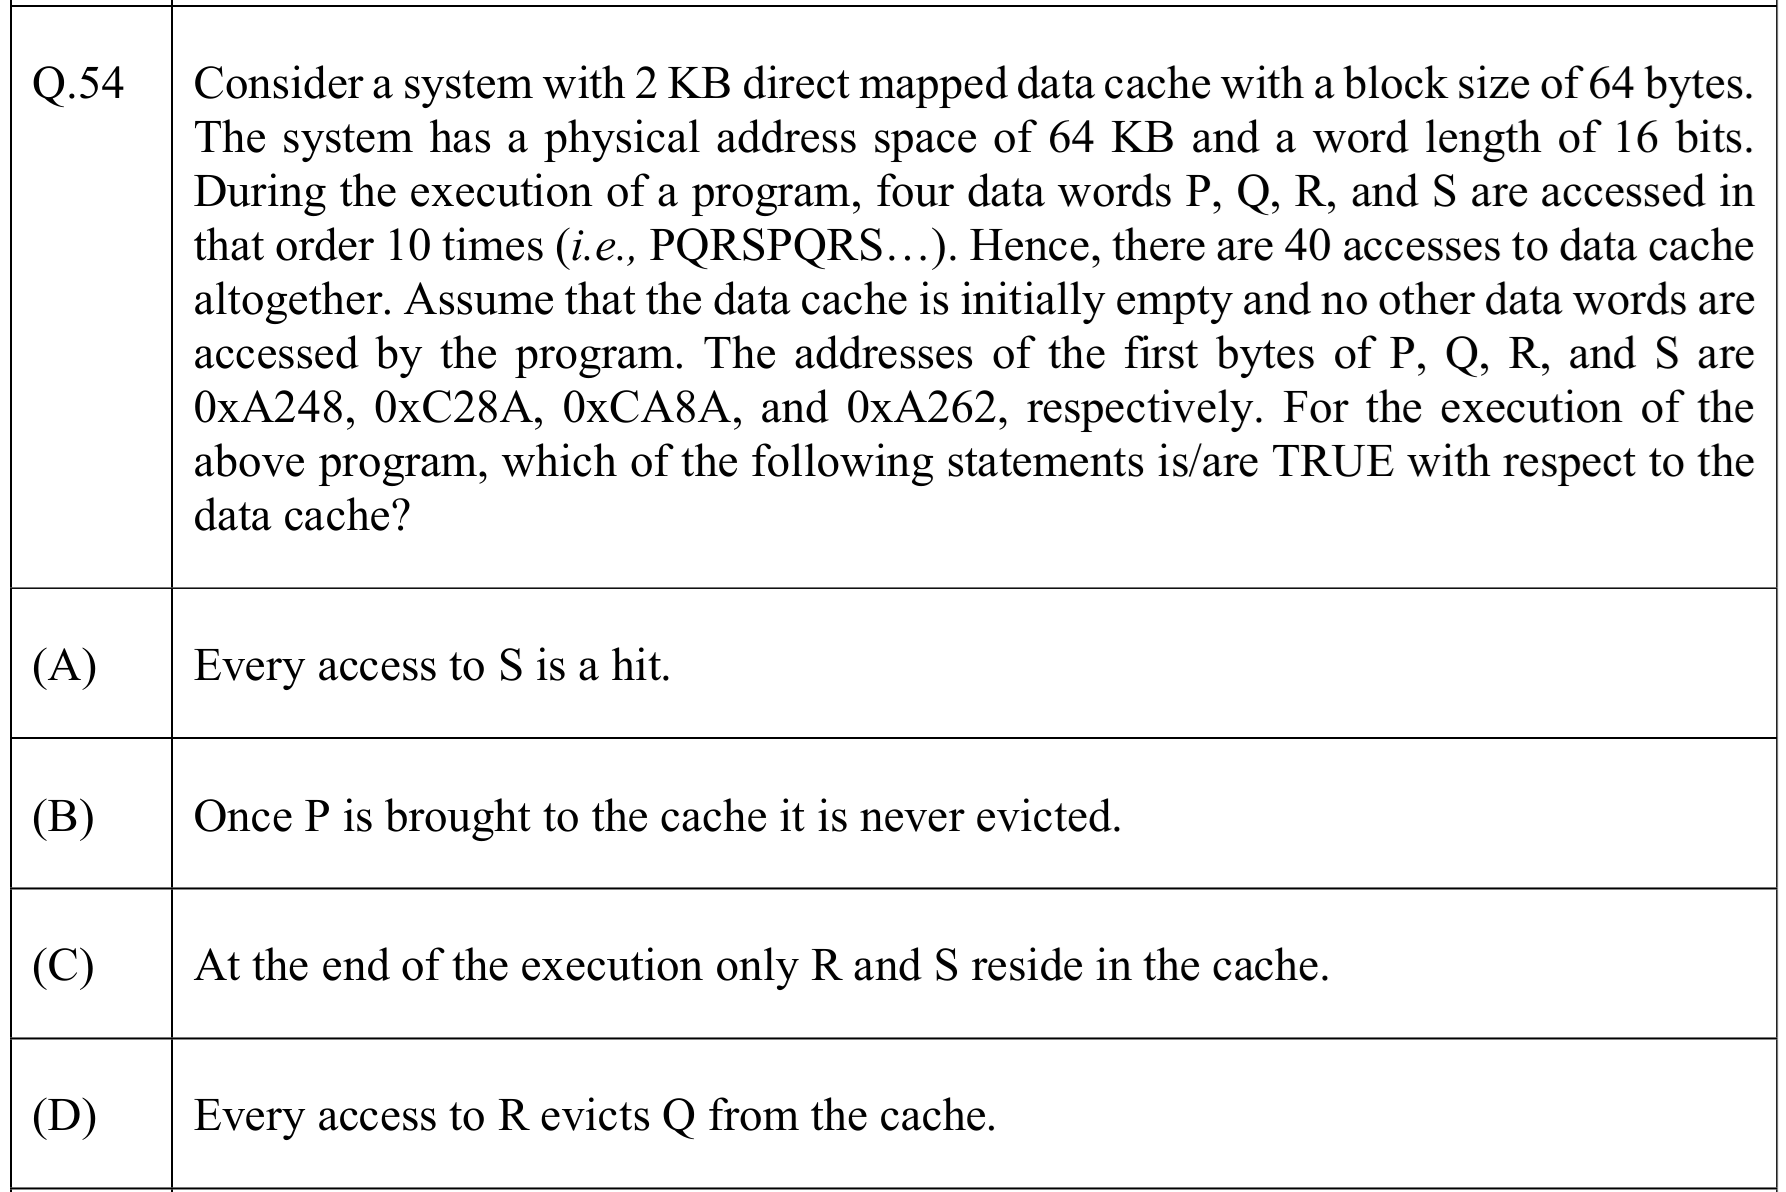 Q.54
Consider a system with 2 KB direct mapped data cache with a block size of 64 bytes.
The system has a physical address space of 64 KB and a word length of 16 bits.
During the execution of a program, four data words P, Q, R, and S are accessed in
that order 10 times (i.e., PQRSPQRS…). Hence, there are 40 accesses to data cache
altogether. Assume that the data cache is initially empty and no other data words are
accessed by the program. The addresses of the first bytes of P, Q, R, and S are
0xA248, 0xC28A, 0xCA8A, and 0xA262, respectively. For the execution of the
above program, which of the following statements is/are TRUE with respect to the
data cache?
(A) Every access to S is a hit.
(B) Once P is brought to the cache it is never evicted.
(C) At the end of the execution only R and S reside in the cache.
(D) Every access to R evicts Q from the cache.